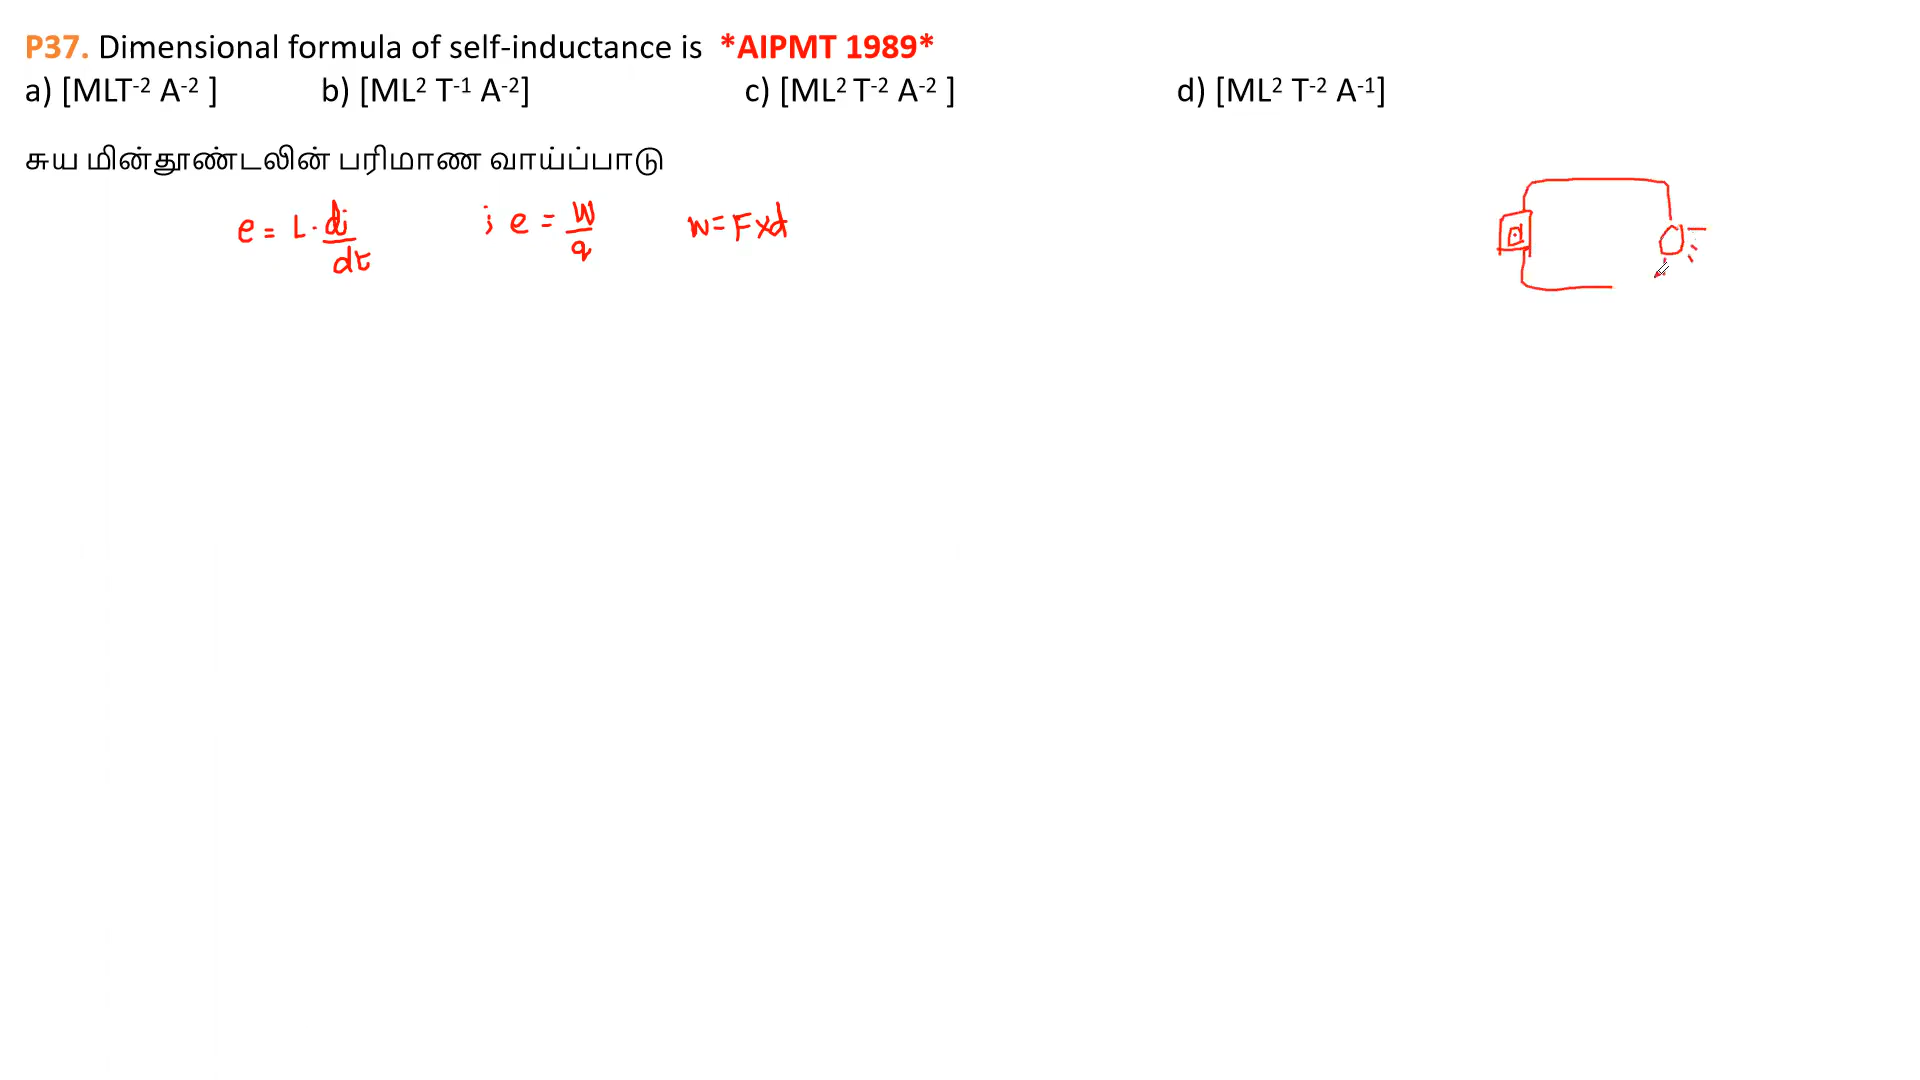 P37. Dimensional formula of self-inductance is *AIPMT 1989*
a) [MLT⁻² A⁻² ] b) [ML² T⁻¹ A⁻²] c) [ML² T⁻² A⁻² ] d) [ML² T⁻² A⁻¹]
சுய மின்தூண்டலின் பரிமாண வாய்ப்பாடு
e = L · di/dt ; e = W/q W = F x d